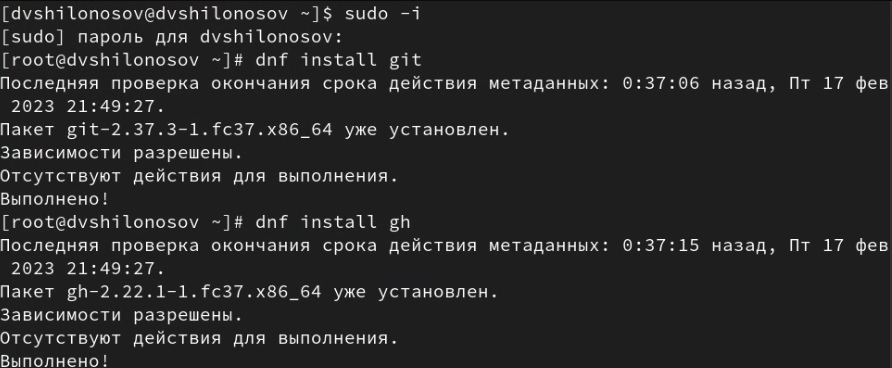 [dvshilonosov@dvshilonosov ~]$ sudo -i
[sudo] пароль для dvshilonosov:
[root@dvshilonosov ~]# dnf install git
Последняя проверка окончания срока действия метаданных: 0:37:06 назад, Пт 17 фев
 2023 21:49:27.
Пакет git-2.37.3-1.fc37.x86_64 уже установлен.
Зависимости разрешены.
Отсутствуют действия для выполнения.
Выполнено!
[root@dvshilonosov ~]# dnf install gh
Последняя проверка окончания срока действия метаданных: 0:37:15 назад, Пт 17 фев
 2023 21:49:27.
Пакет gh-2.22.1-1.fc37.x86_64 уже установлен.
Зависимости разрешены.
Отсутствуют действия для выполнения.
Выполнено!